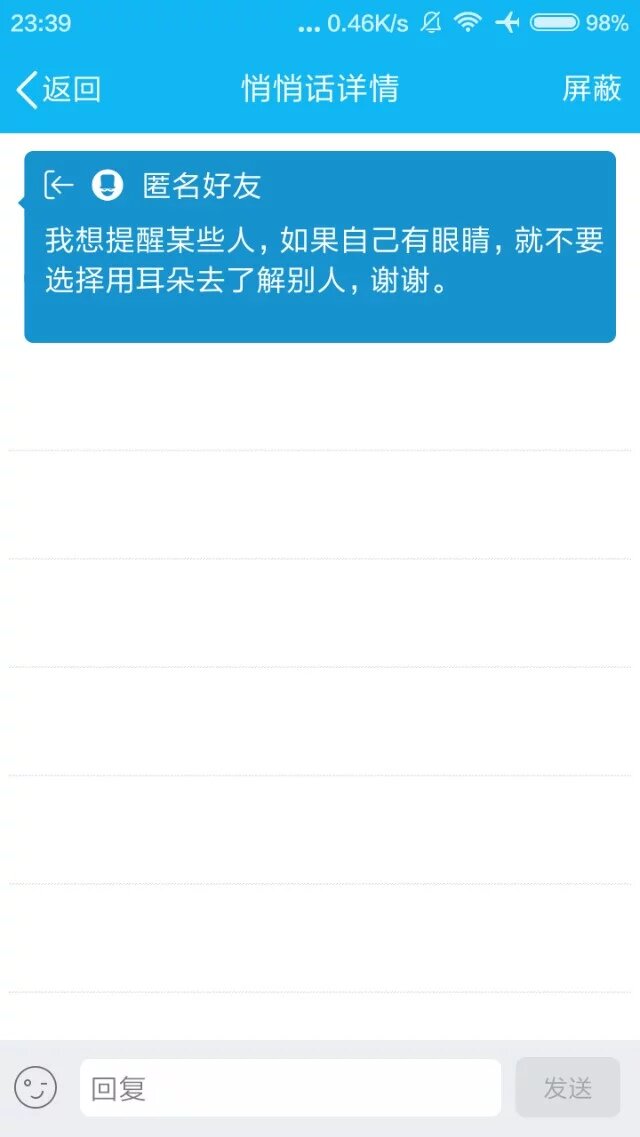 23:39 ... 0.46K/s 98%
返回 悄悄话详情 屏蔽
匿名好友
我想提醒某些人，如果自己有眼睛，就不要
选择用耳朵去了解别人，谢谢。
回复 发送